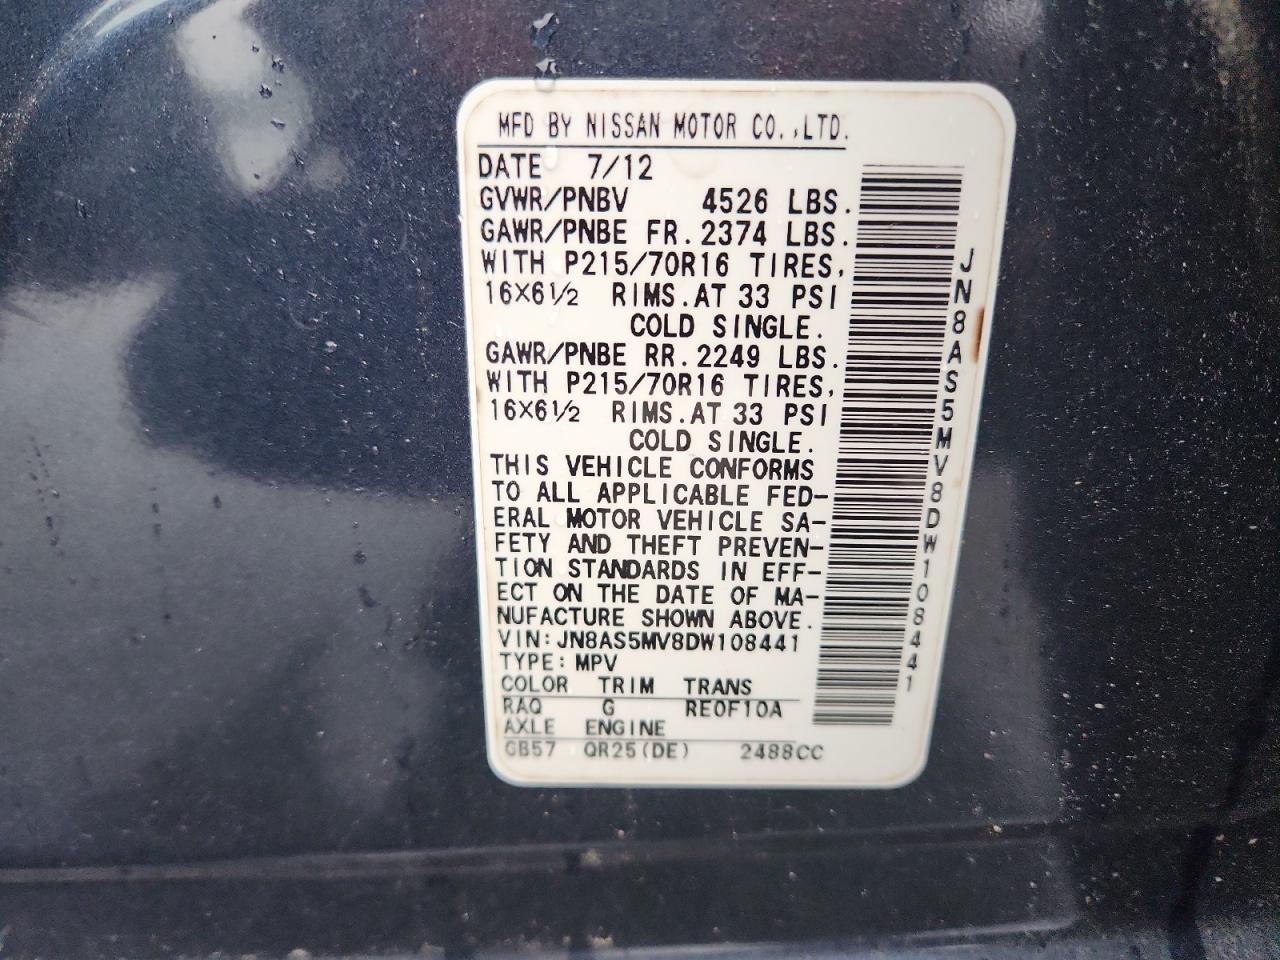 MFD BY NISSAN MOTOR CO.,LTD.
DATE 7/12
GVWR/PNBV 4526 LBS.
GAWR/PNBE FR.2374 LBS.
WITH P215/70R16 TIRES,
16×6½ RIMS.AT 33 PSI
COLD SINGLE.
GAWR/PNBE RR.2249 LBS.
WITH P215/70R16 TIRES,
16×6½ RIMS.AT 33 PSI
COLD SINGLE.
THIS VEHICLE CONFORMS
TO ALL APPLICABLE FED-
ERAL MOTOR VEHICLE SA-
FETY AND THEFT PREVEN-
TION STANDARDS IN EFF-
ECT ON THE DATE OF MA-
NUFACTURE SHOWN ABOVE.
VIN:JN8AS5MV8DW108441
TYPE:MPV
COLOR TRIM TRANS
RAQ G RE0F10A
AXLE ENGINE
GB57 QR25(DE) 2488CC
JN8AS5MV8DW108441